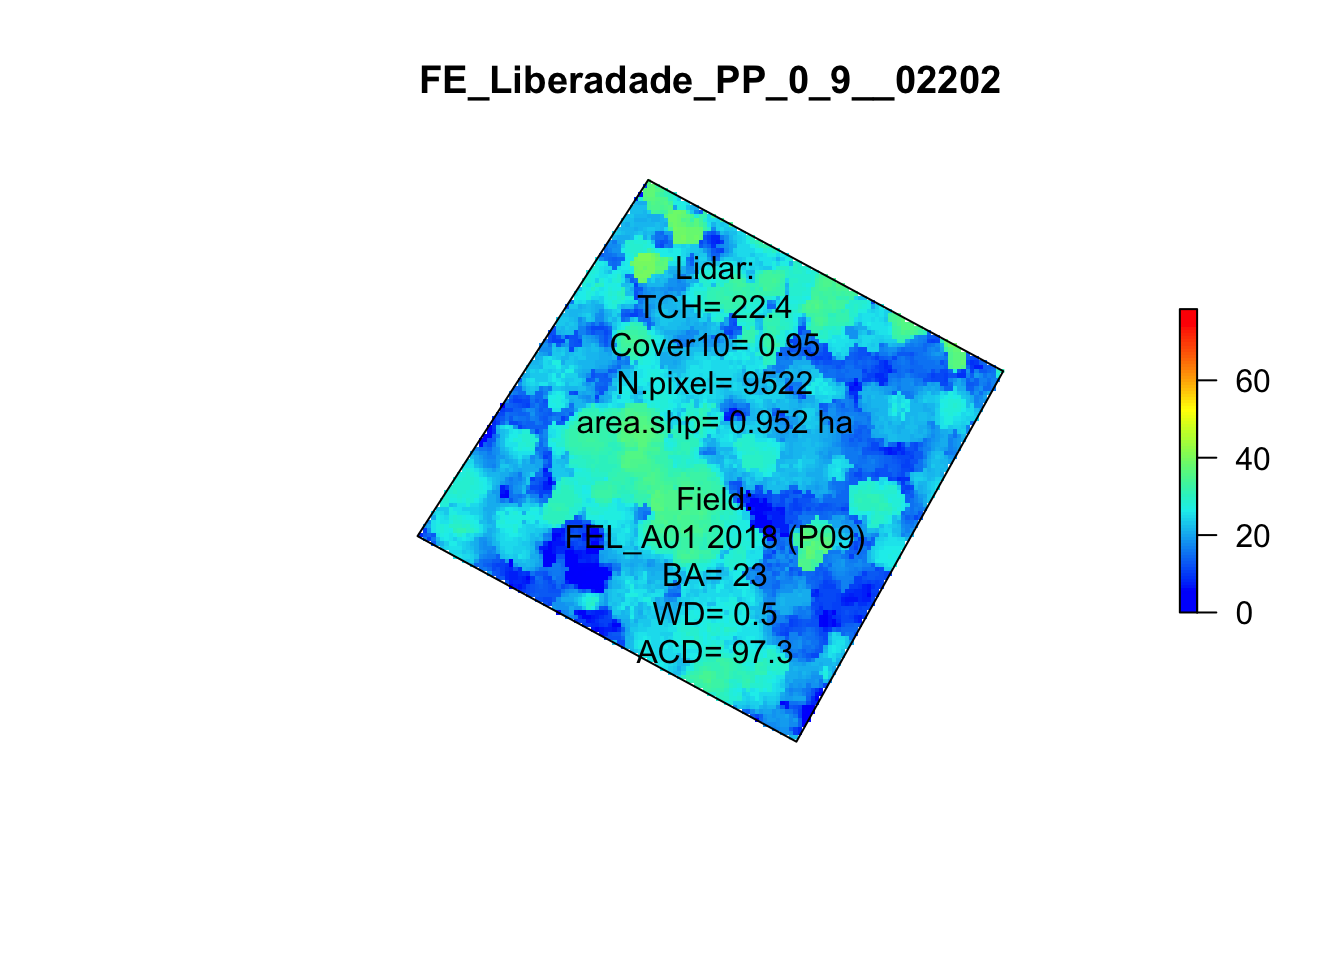 FE_Liberadade_PP_0_9__02202
Lidar:
TCH= 22.4
Cover10= 0.95
N.pixel= 9522
area.shp= 0.952 ha
Field:
FEL_A01 2018 (P09)
BA= 23
WD= 0.5
ACD= 97.3
60
40
20
0